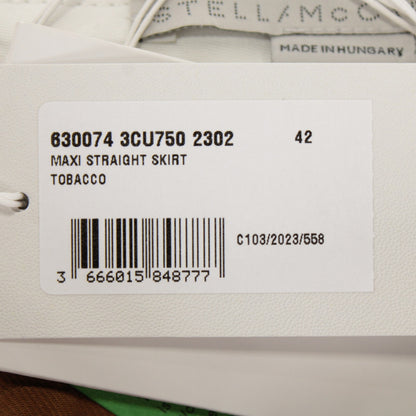 STELLA McC
MADE IN HUNGARY
630074 3CU750 2302 42
MAXI STRAIGHT SKIRT
TOBACCO
C103/2023/558
3 666015 848777